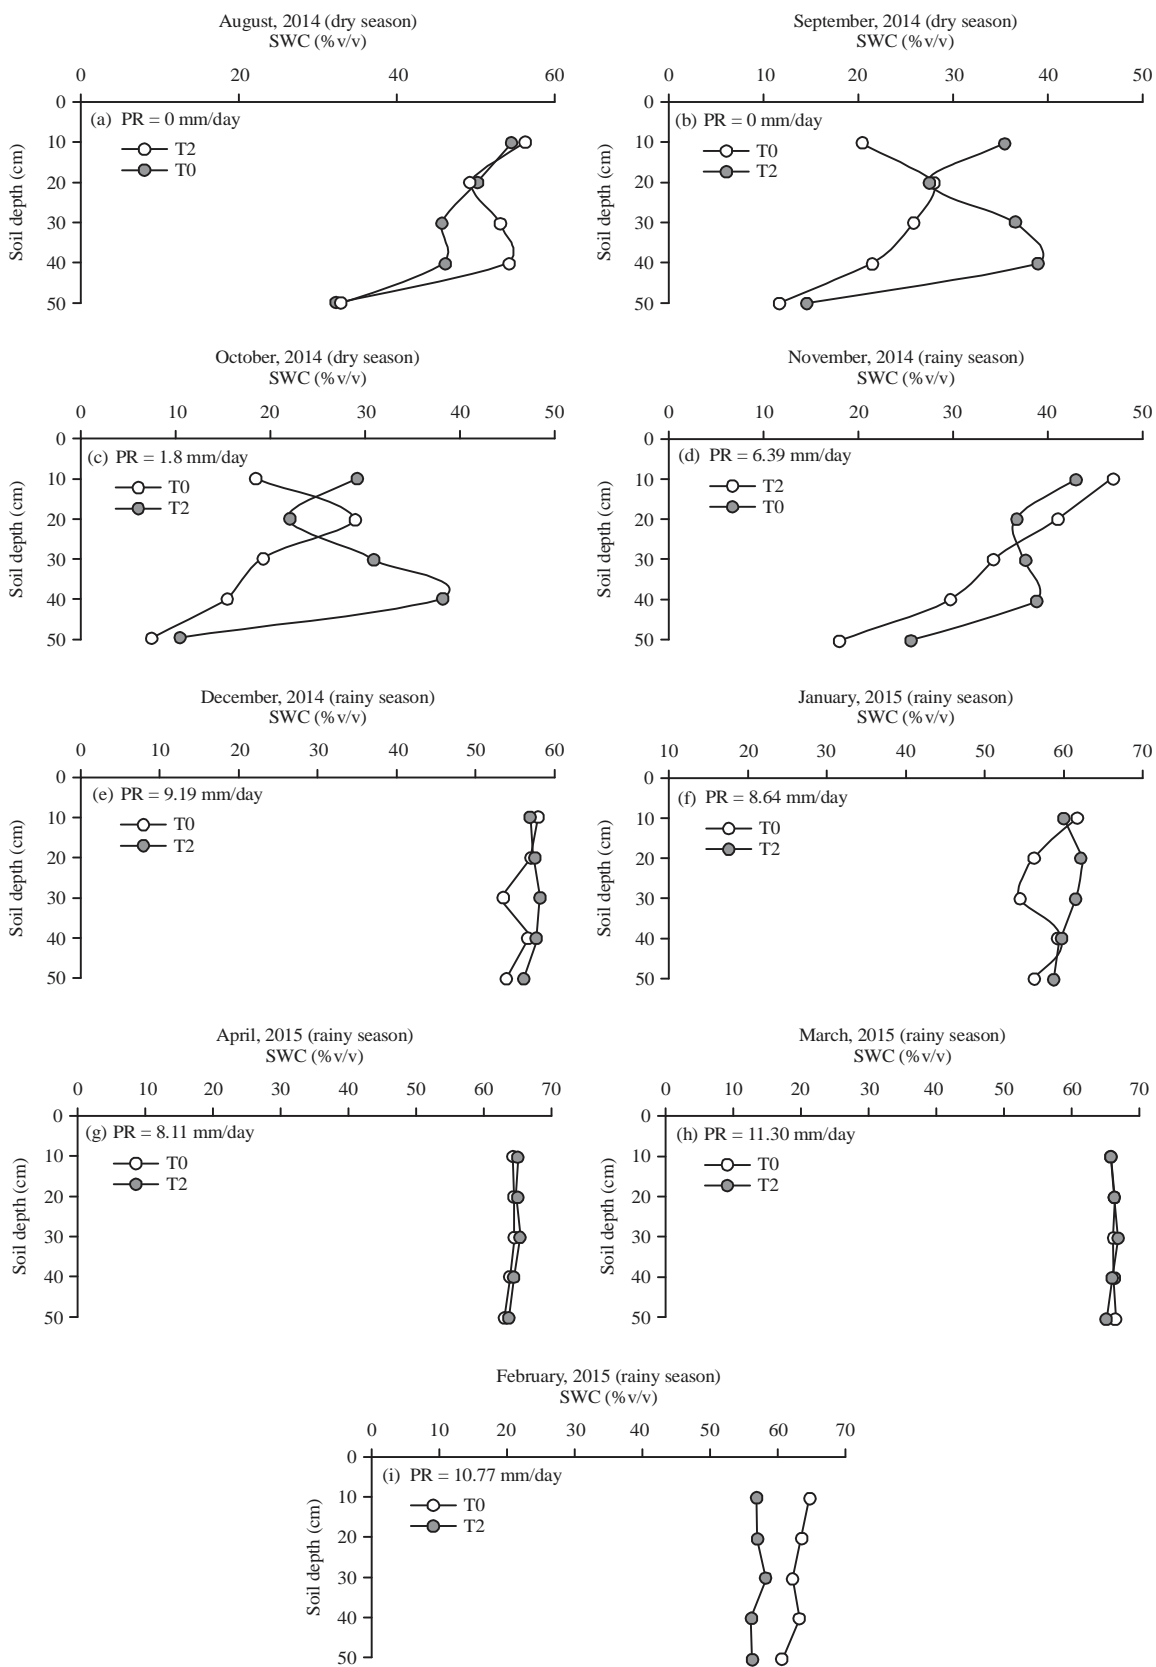 August, 2014 (dry season)
SWC (%v/v)
0 20 40 60
0
10
20
30
40
50
Soil depth (cm)
(a) PR = 0 mm/day
T2
T0
September, 2014 (dry season)
SWC (%v/v)
0 10 20 30 40 50
0
10
20
30
40
50
Soil depth (cm)
(b) PR = 0 mm/day
T0
T2
October, 2014 (dry season)
SWC (%v/v)
0 10 20 30 40 50
0
10
20
30
40
50
Soil depth (cm)
(c) PR = 1.8 mm/day
T0
T2
November, 2014 (rainy season)
SWC (%v/v)
0 10 20 30 40 50
0
10
20
30
40
50
Soil depth (cm)
(d) PR = 6.39 mm/day
T2
T0
December, 2014 (rainy season)
SWC (%v/v)
0 10 20 30 40 50 60
0
10
20
30
40
50
Soil depth (cm)
(e) PR = 9.19 mm/day
T0
T2
January, 2015 (rainy season)
SWC (%v/v)
10 20 30 40 50 60 70
0
10
20
30
40
50
Soil depth (cm)
(f) PR = 8.64 mm/day
T0
T2
April, 2015 (rainy season)
SWC (%v/v)
0 10 20 30 40 50 60 70
0
10
20
30
40
50
Soil depth (cm)
(g) PR = 8.11 mm/day
T0
T2
March, 2015 (rainy season)
SWC (%v/v)
0 10 20 30 40 50 60 70
0
10
20
30
40
50
Soil depth (cm)
(h) PR = 11.30 mm/day
T0
T2
February, 2015 (rainy season)
SWC (%v/v)
0 10 20 30 40 50 60 70
0
10
20
30
40
50
Soil depth (cm)
(i) PR = 10.77 mm/day
T0
T2